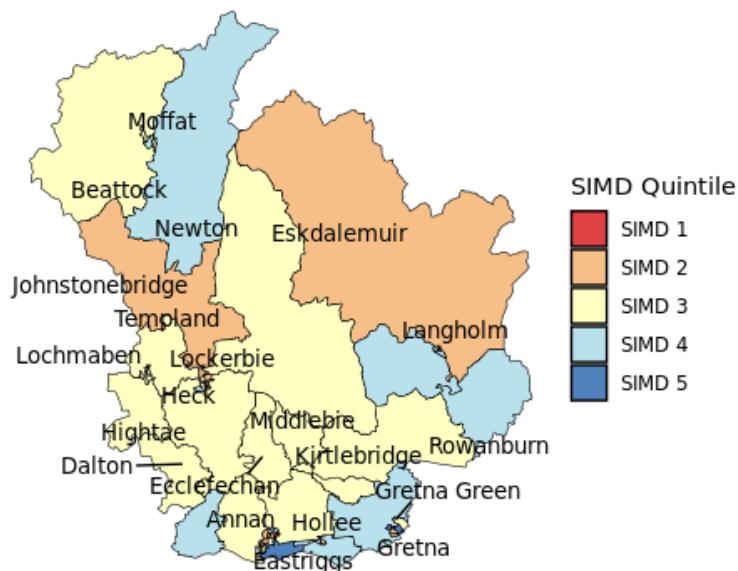 Moffat
SIMD Quintile
Beattock
SIMD 1
Newton
Eskdalemuir
SIMD 2
Johnstonebridge
SIMD 3
Templand
Langholm
SIMD 4
Lochmaben
Lockerbie
SIMD 5
Heck
Middlebie
Hightae
Rowanburn
Kirtlebridge
Dalton
Ecclefechan
Gretna Green
Annan
Hollee
Gretna
Eastriggs